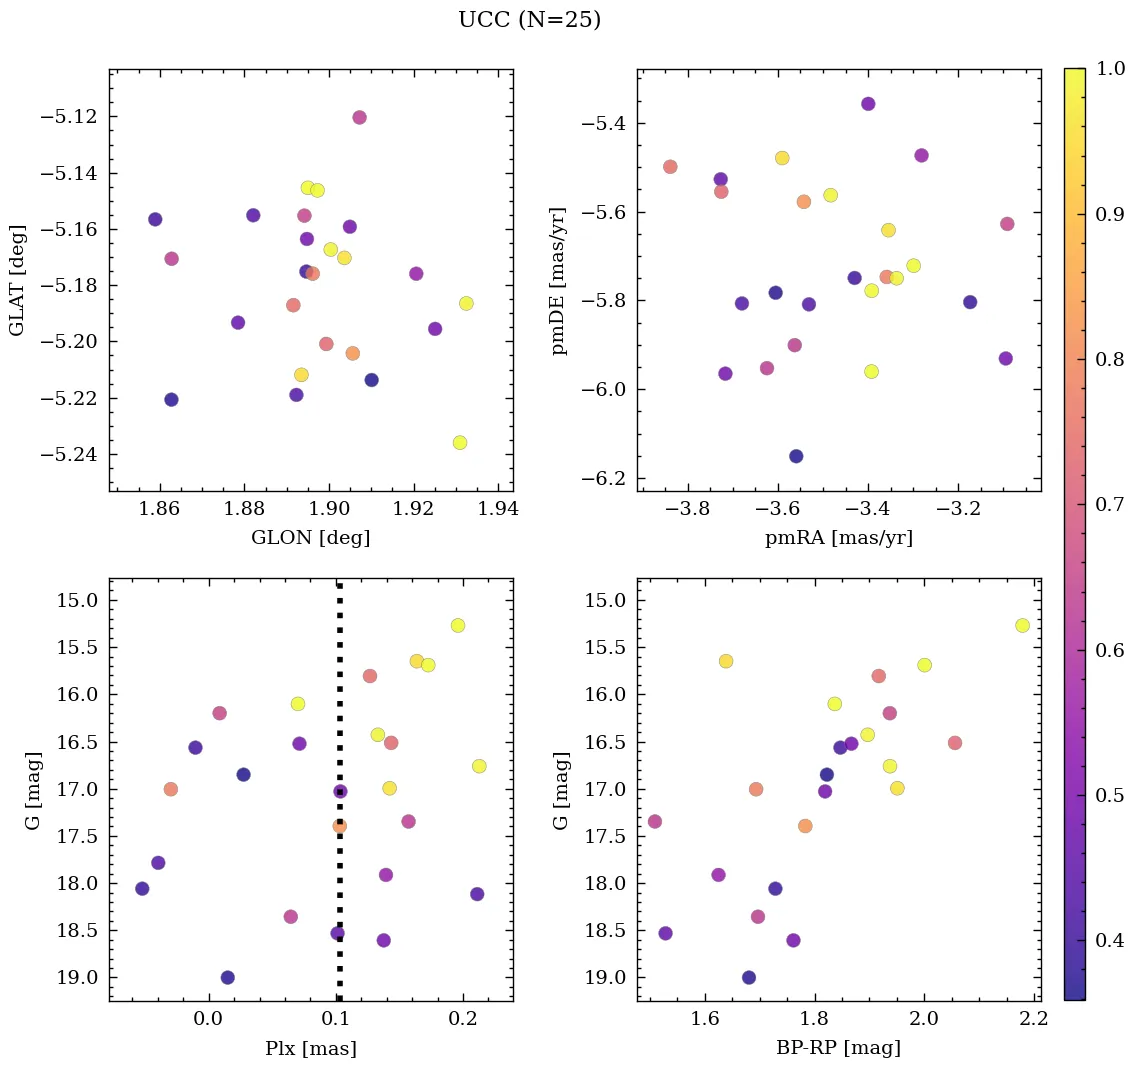 UCC (N=25)
−5.12
−5.14
−5.16
−5.18
−5.20
−5.22
−5.24
GLAT [deg]
1.86 1.88 1.90 1.92 1.94
GLON [deg]
−5.4
−5.6
−5.8
−6.0
−6.2
pmDE [mas/yr]
−3.8 −3.6 −3.4 −3.2
pmRA [mas/yr]
15.0
15.5
16.0
16.5
17.0
17.5
18.0
18.5
19.0
G [mag]
0.0 0.1 0.2
Plx [mas]
15.0
15.5
16.0
16.5
17.0
17.5
18.0
18.5
19.0
G [mag]
1.6 1.8 2.0 2.2
BP-RP [mag]
1.0
0.9
0.8
0.7
0.6
0.5
0.4